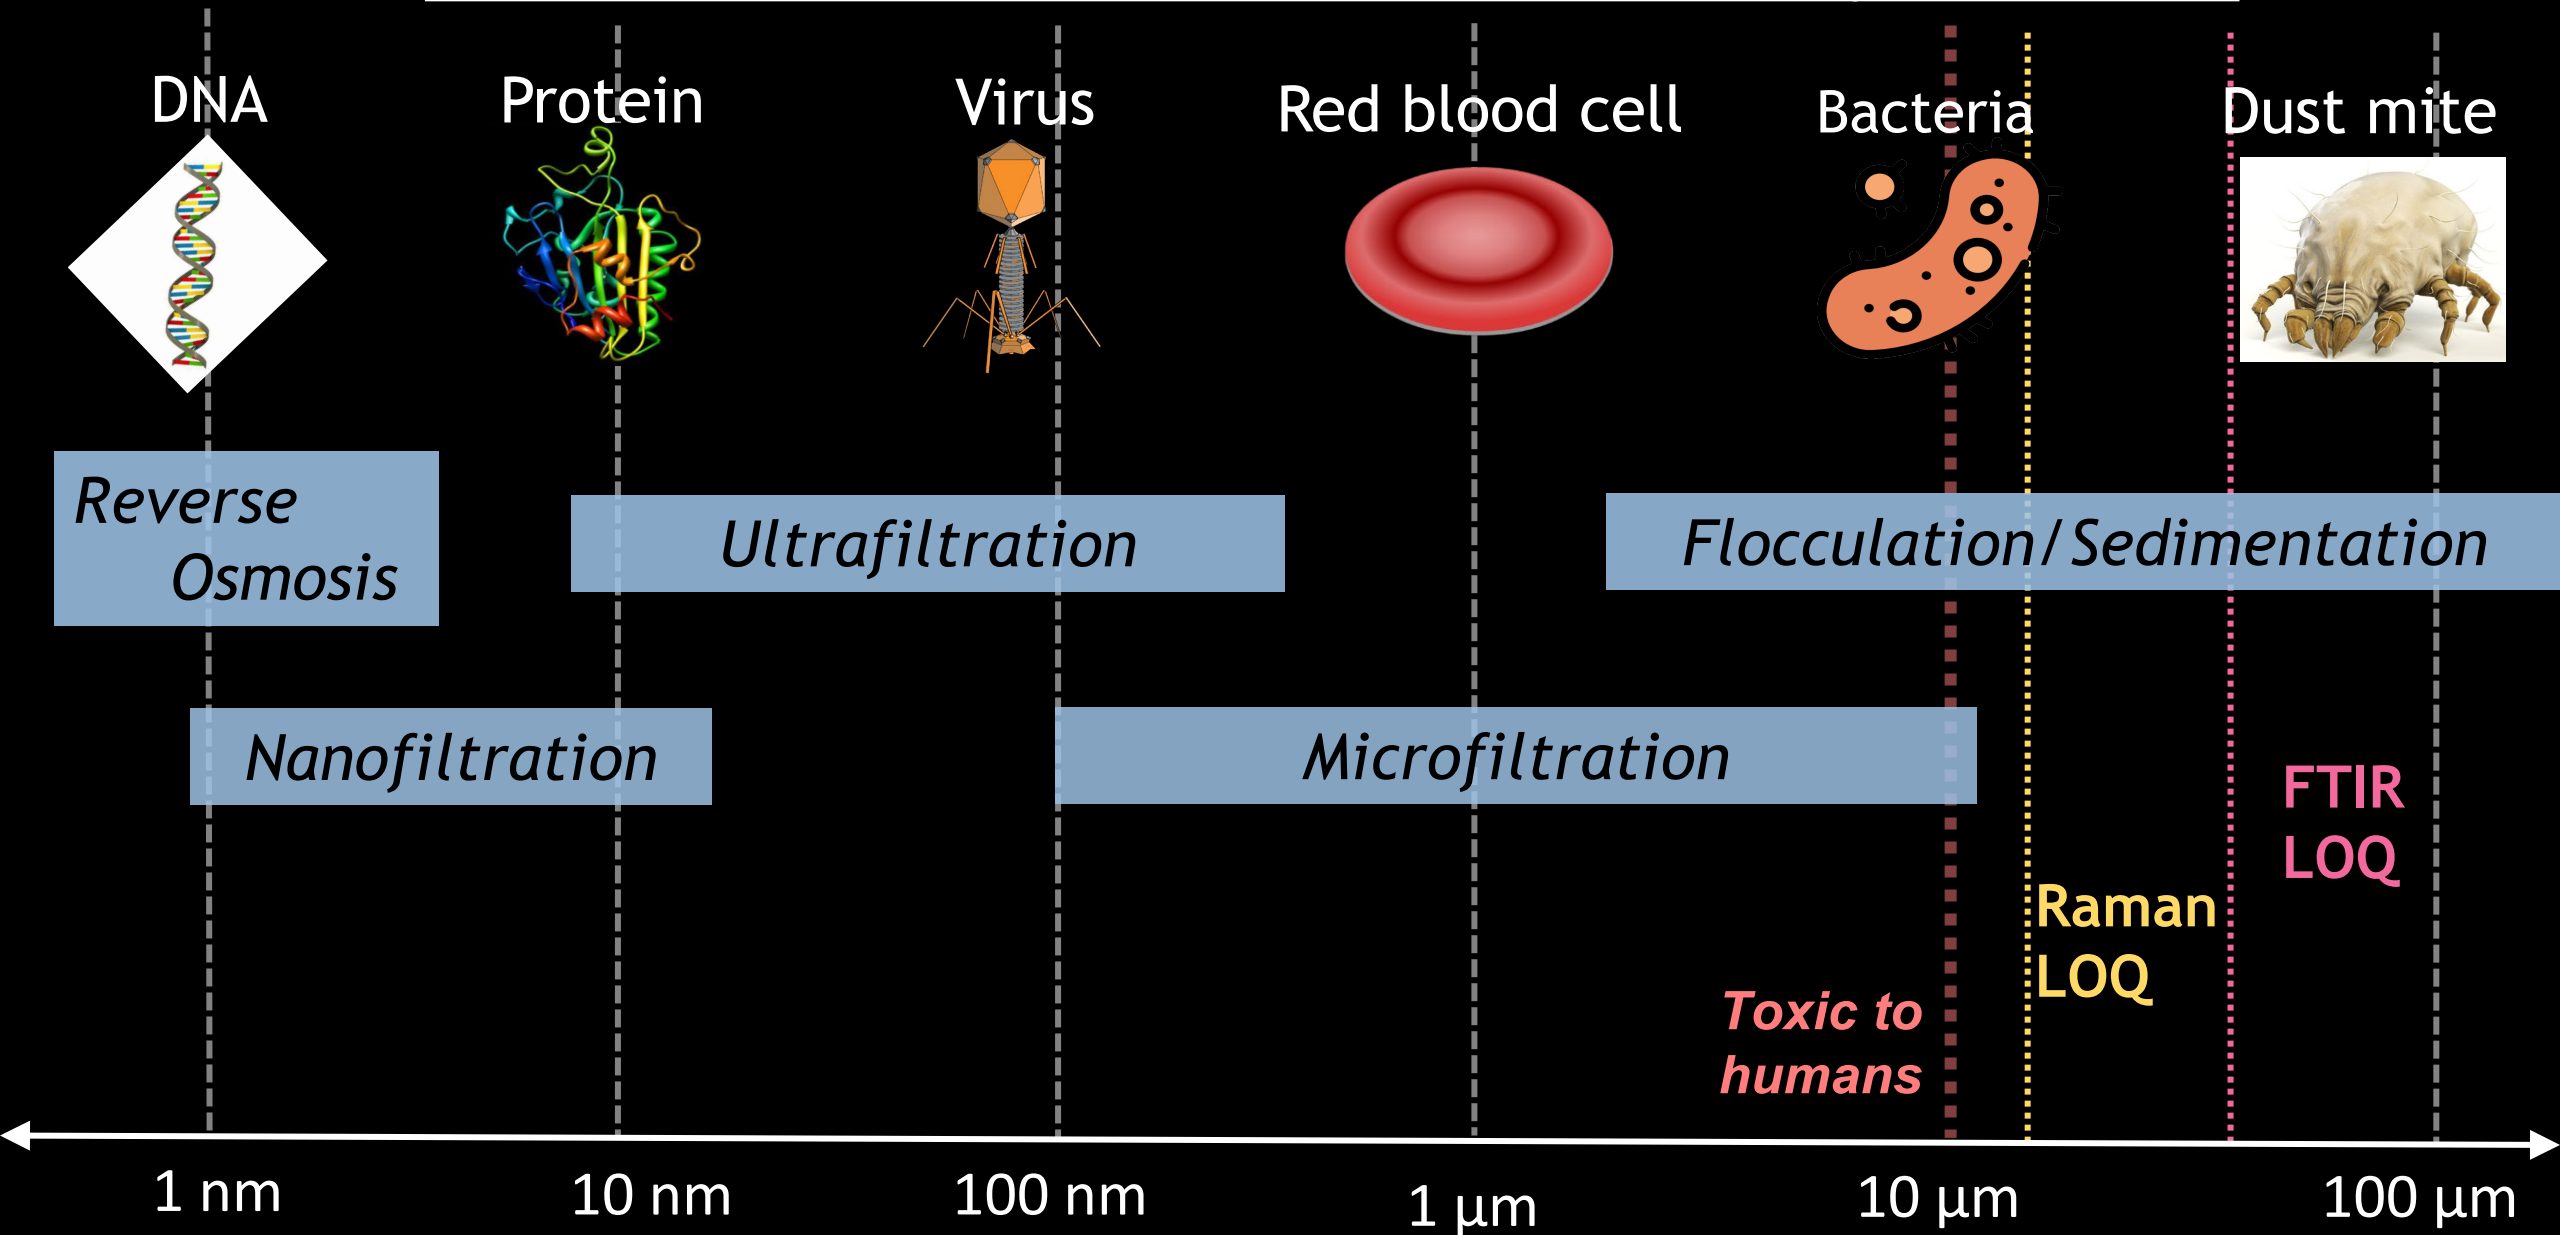 DNA
Protein
Virus
Red blood cell
Bacteria
Dust mite
Reverse
Osmosis
Ultrafiltration
Flocculation/Sedimentation
Nanofiltration
Microfiltration
FTIR
LOQ
Raman
LOQ
Toxic to
humans
1 nm
10 nm
100 nm
1 µm
10 µm
100 µm